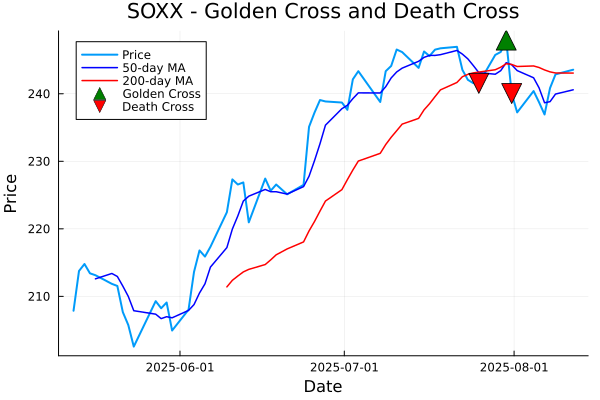 SOXX - Golden Cross and Death Cross
Price
50-day MA
200-day MA
Golden Cross
Death Cross
240
230
220
210
Price
2025-06-01
2025-07-01
2025-08-01
Date